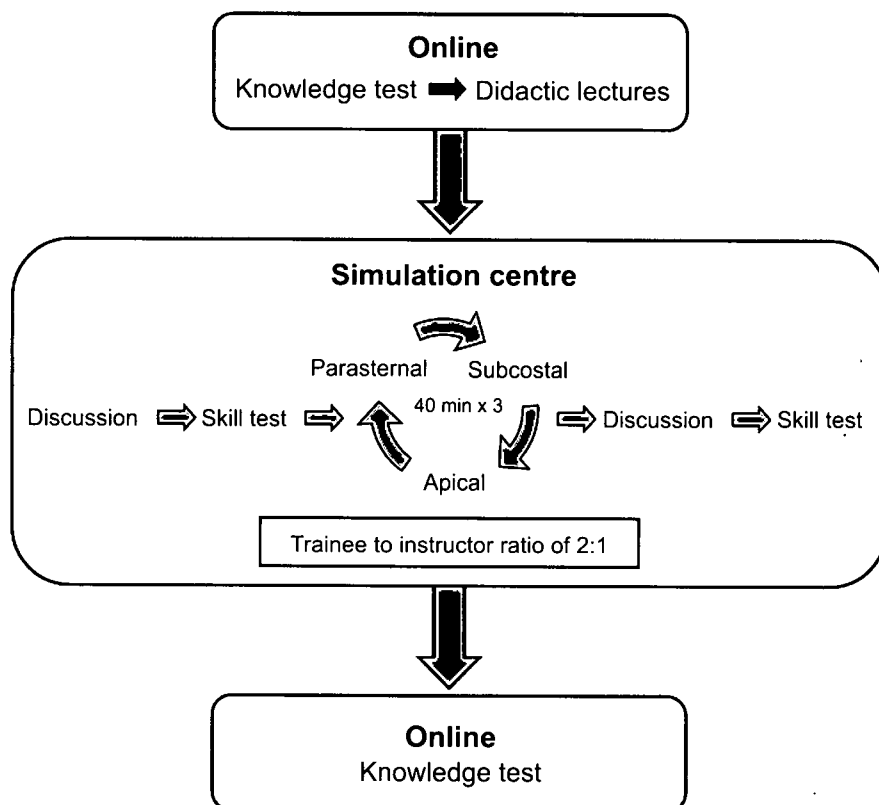 Online
Knowledge test Didactic lectures
Simulation centre
Parasternal Subcostal
40 min x 3
Discussion Skill test Discussion Skill test
Apical
Trainee to instructor ratio of 2:1
Online
Knowledge test